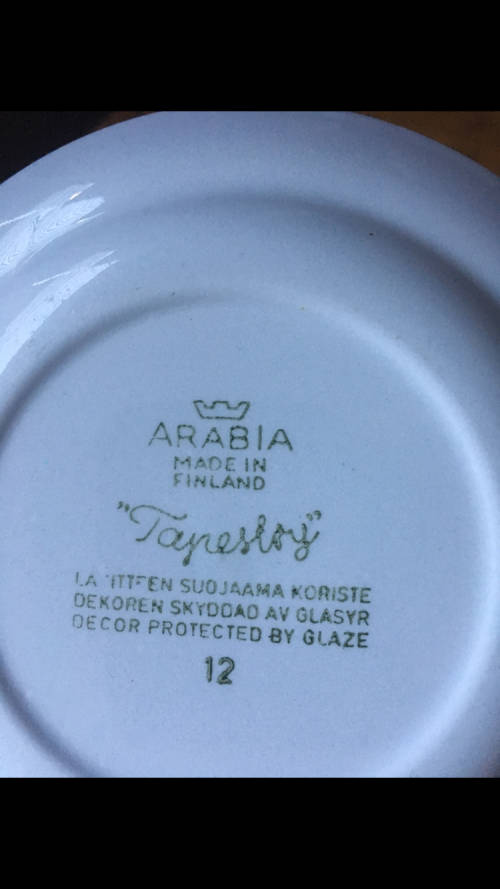 ARABIA
MADE IN
FINLAND
"Tapestry"
SUOJAAMA KORISTE
DEKOREN SKYDDAD AV GLASYR
DECOR PROTECTED BY GLAZE
12